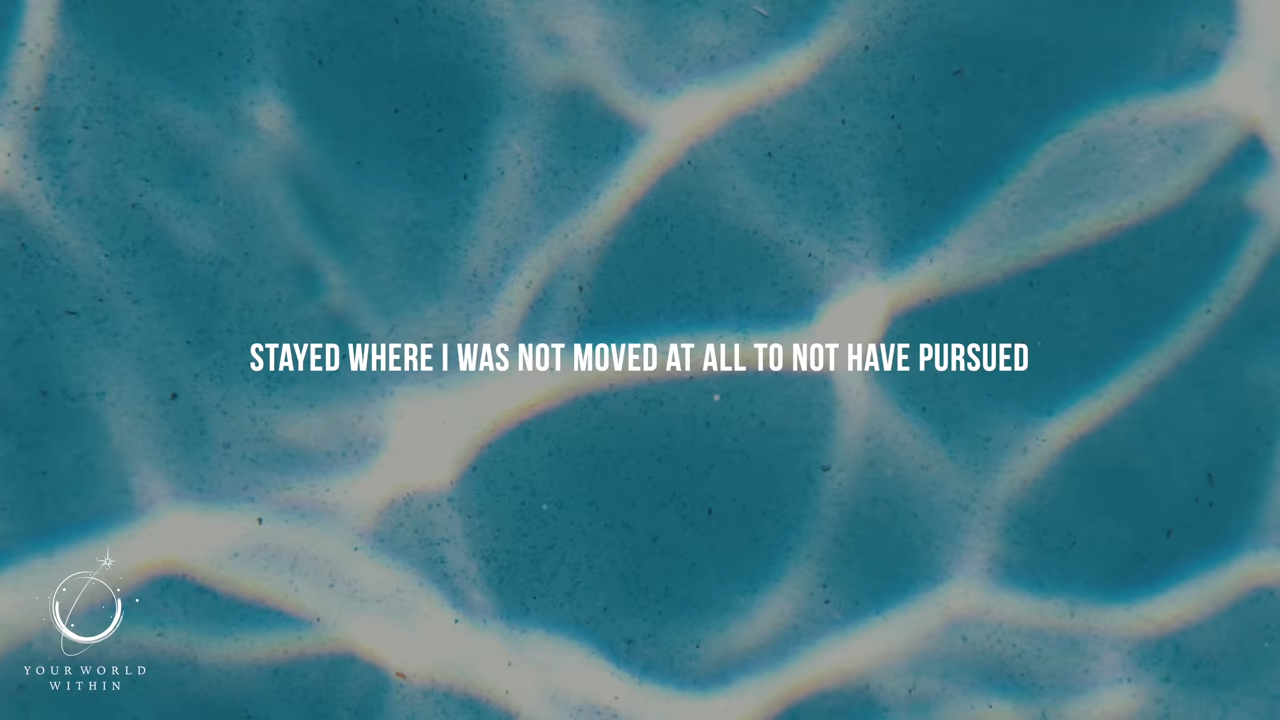 STAYED WHERE I WAS NOT MOVED AT ALL TO NOT HAVE PURSUED
YOUR WORLD
WITHIN